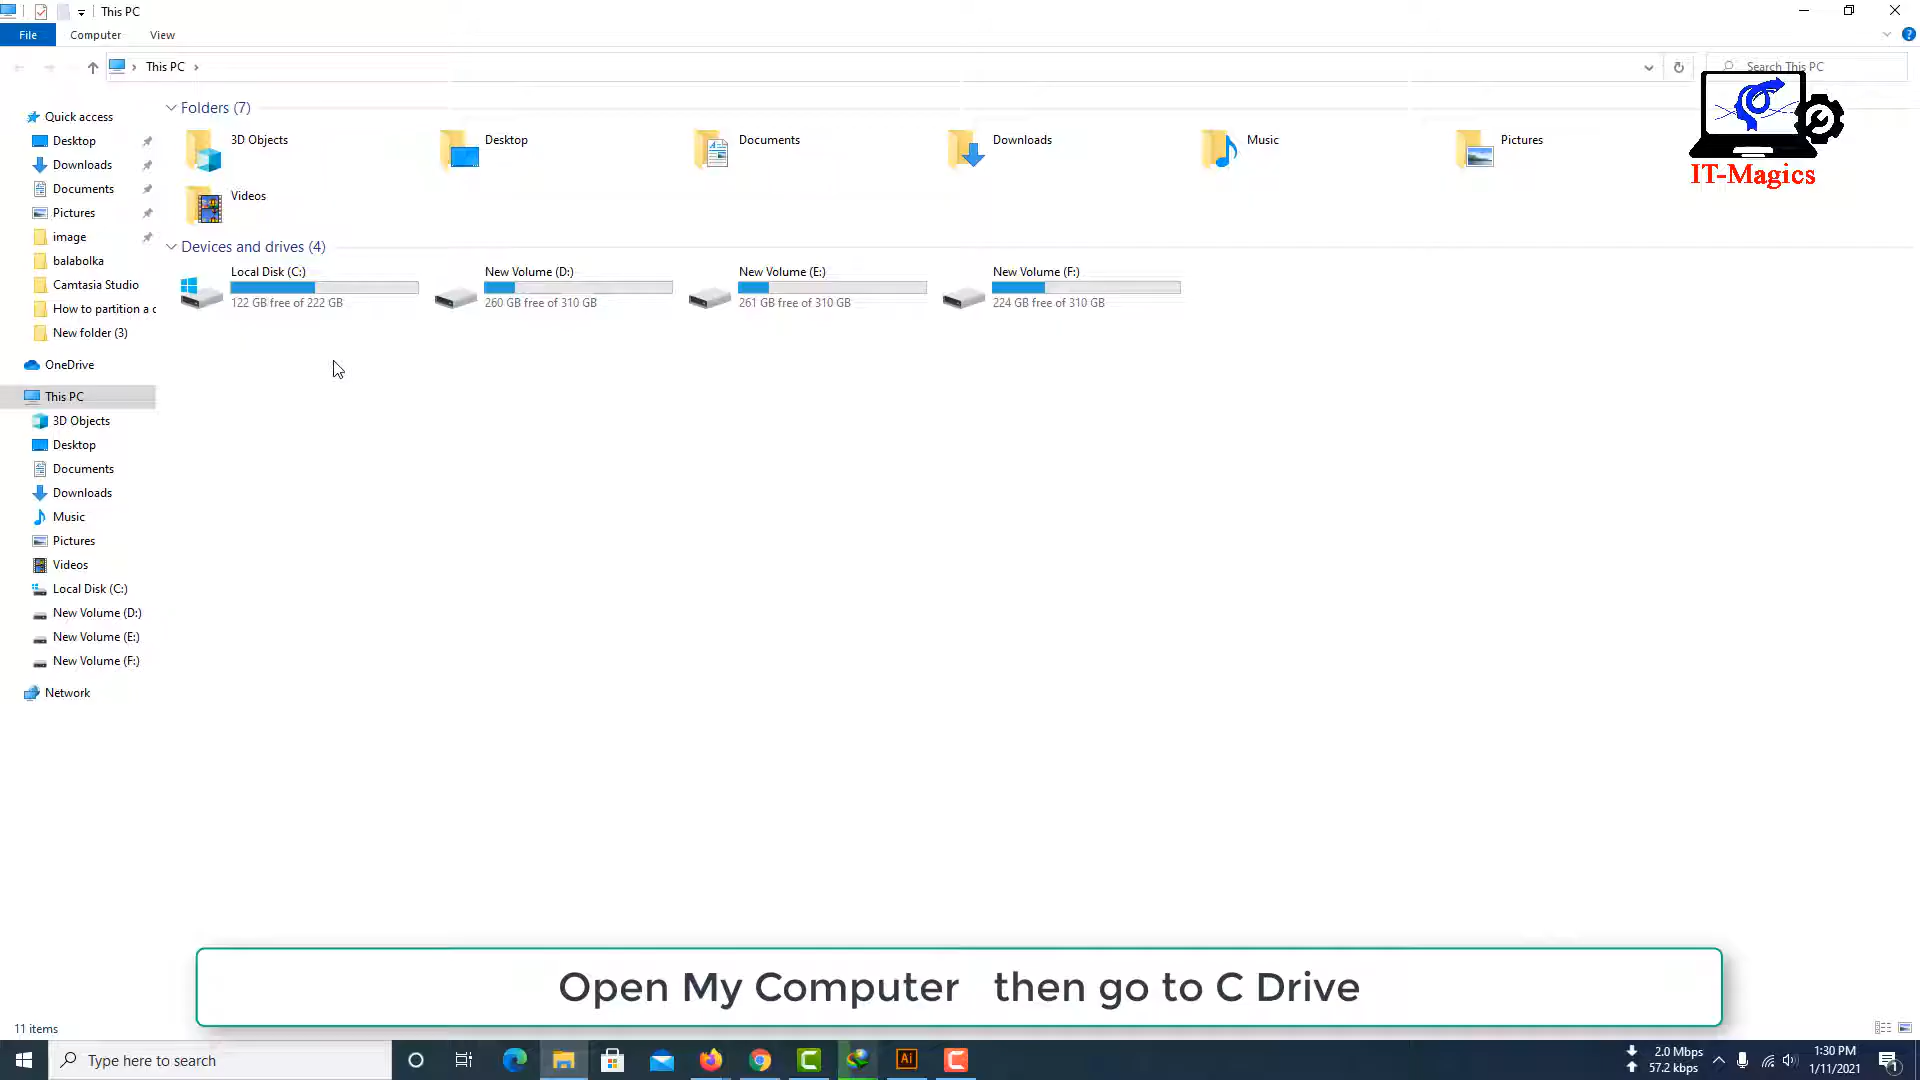 This PC
File Computer View
This PC
Search This PC
Quick access
Desktop
Downloads
Documents
Pictures
image
balabolka
Camtasia Studio
How to partition a c
New folder (3)
OneDrive
This PC
3D Objects
Desktop
Documents
Downloads
Music
Pictures
Videos
Local Disk (C:)
New Volume (D:)
New Volume (E:)
New Volume (F:)
Network
Folders (7)
3D Objects
Desktop
Documents
Downloads
Music
Pictures
Videos
Devices and drives (4)
Local Disk (C:)
122 GB free of 222 GB
New Volume (D:)
260 GB free of 310 GB
New Volume (E:)
261 GB free of 310 GB
New Volume (F:)
224 GB free of 310 GB
IT-Magics
Open My Computer then go to C Drive
11 items
Type here to search
Ai
2.0 Mbps
57.2 kbps
1:30 PM
1/11/2021
1